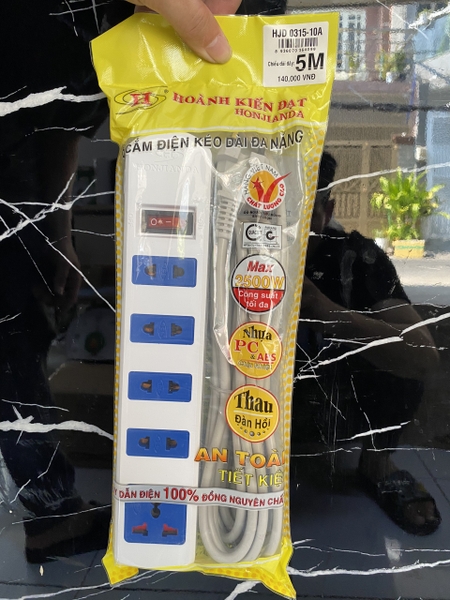 HJD 0315-10A
Chiều dài dây: 5M
140,000 VNĐ
H
HOÀNH KIẾN ĐẠT
HONJIANDA
Ổ CẮM ĐIỆN KÉO DÀI ĐA NĂNG
CHẤT LƯỢNG CAO
Max
2500W
Công suất
tối đa
Nhựa
PC
& ABS
Thau
Đàn Hồi
AN TOÀN
TIẾT KIỆ
DẪN ĐIỆN 100% ĐỒNG NGUYÊN CHẤ